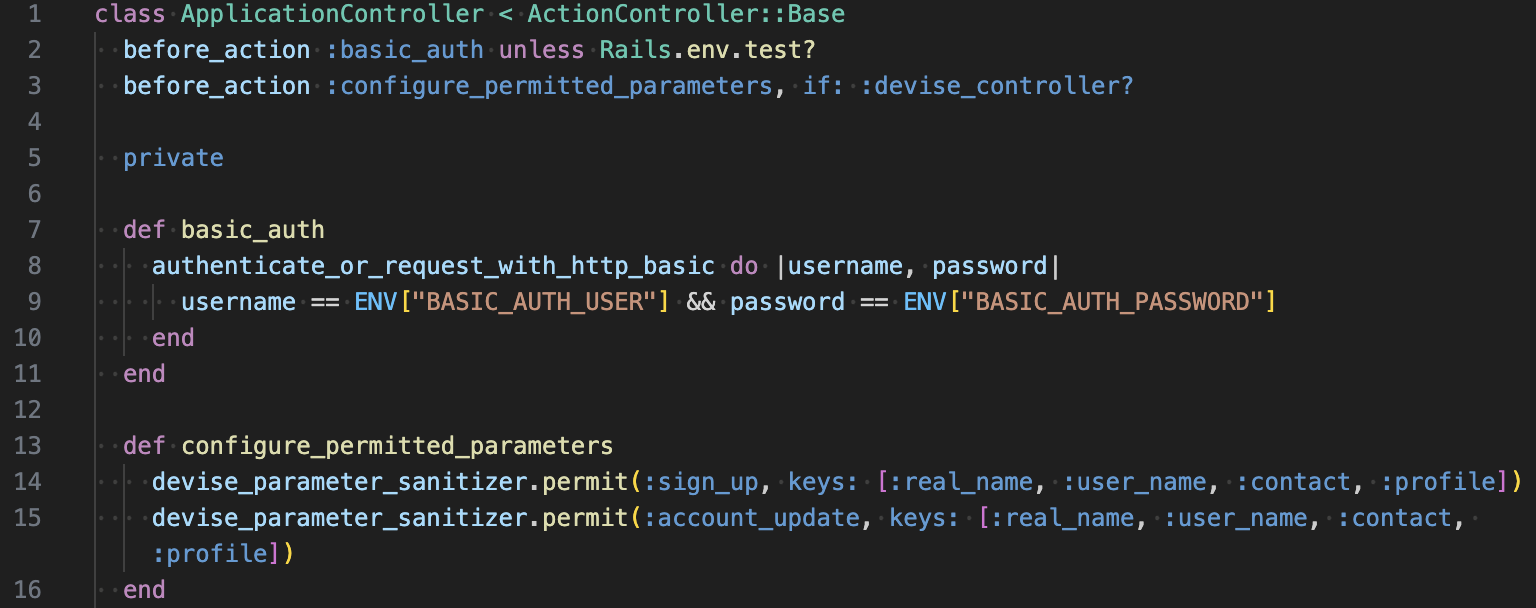 1 class ApplicationController < ActionController::Base
2   before_action :basic_auth unless Rails.env.test?
3   before_action :configure_permitted_parameters, if: :devise_controller?
4
5   private
6
7   def basic_auth
8     authenticate_or_request_with_http_basic do |username, password|
9       username == ENV["BASIC_AUTH_USER"] && password == ENV["BASIC_AUTH_PASSWORD"]
10     end
11   end
12
13   def configure_permitted_parameters
14     devise_parameter_sanitizer.permit(:sign_up, keys: [:real_name, :user_name, :contact, :profile])
15     devise_parameter_sanitizer.permit(:account_update, keys: [:real_name, :user_name, :contact,
:profile])
16   end